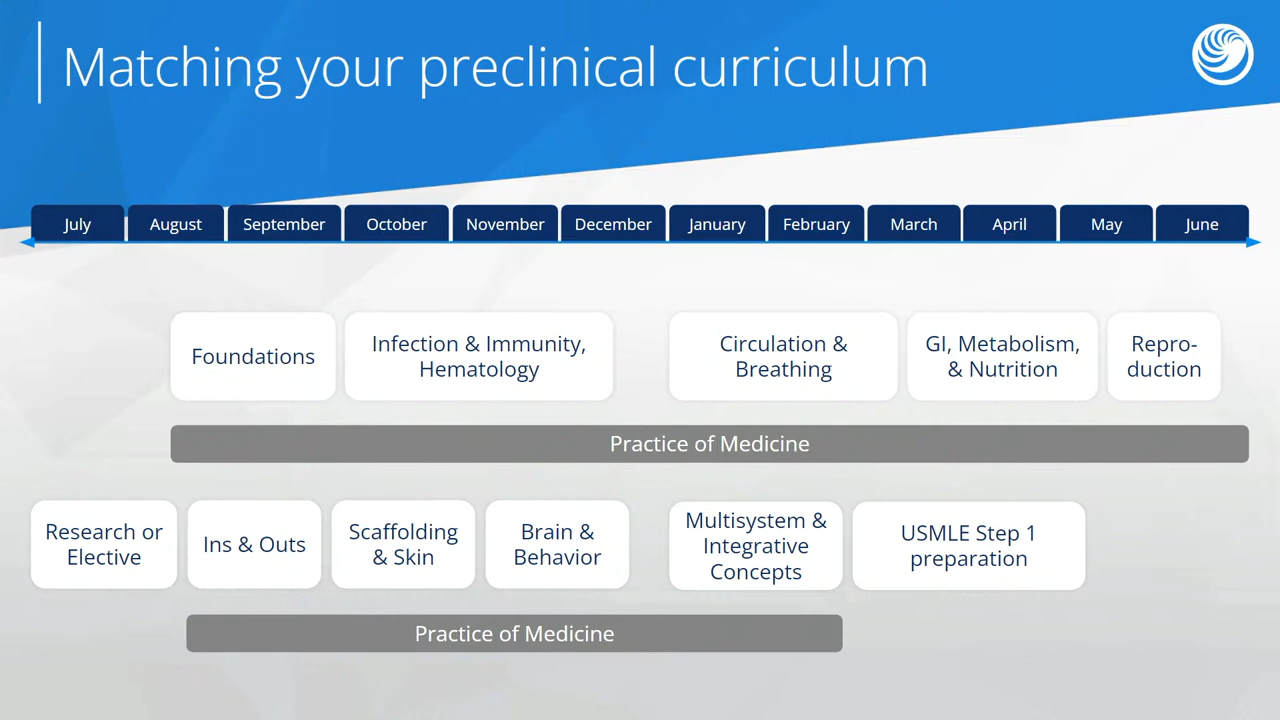 Matching your preclinical curriculum
July August September October November December January February March April May June
Foundations
Infection & Immunity,
Hematology
Circulation &
Breathing
GI, Metabolism,
& Nutrition
Repro-
duction
Practice of Medicine
Research or
Elective
Ins & Outs
Scaffolding
& Skin
Brain &
Behavior
Multisystem &
Integrative
Concepts
USMLE Step 1
preparation
Practice of Medicine